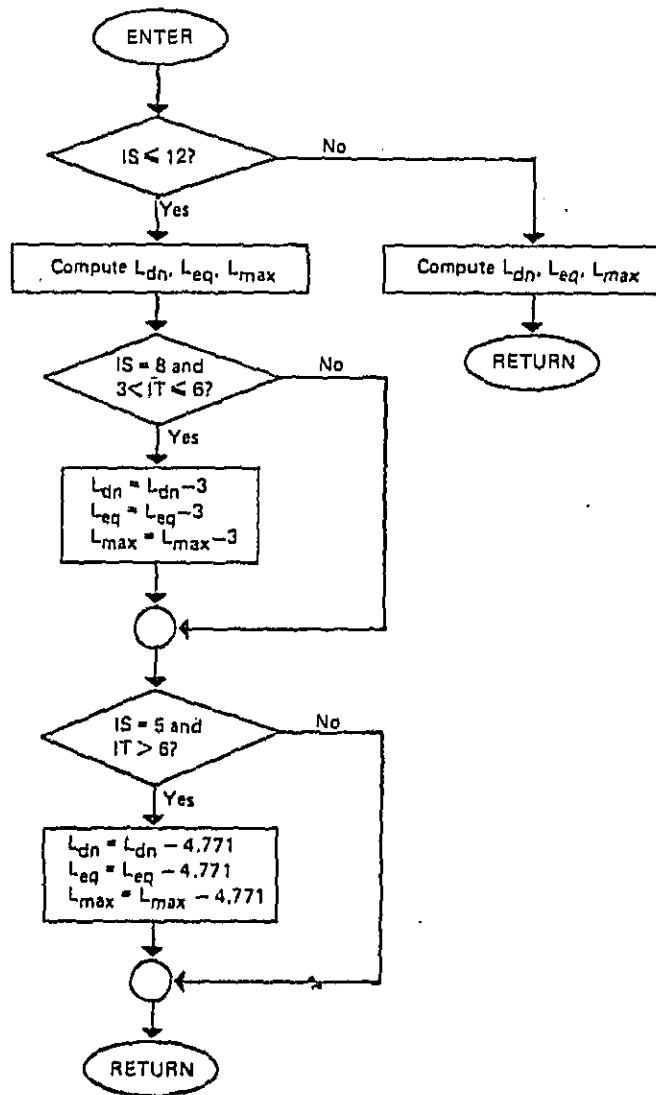 ENTER
IS ≤ 12?
No
Yes
Compute Ldn, Leq, Lmax
Compute Ldn, Leq, Lmax
RETURN
IS = 8 and
3 < IT ≤ 6?
No
Yes
Ldn = Ldn–3
Leq = Leq–3
Lmax = Lmax–3
IS = 5 and
IT > 6?
No
Yes
Ldn = Ldn – 4.771
Leq = Leq – 4.771
Lmax = Lmax – 4.771
RETURN